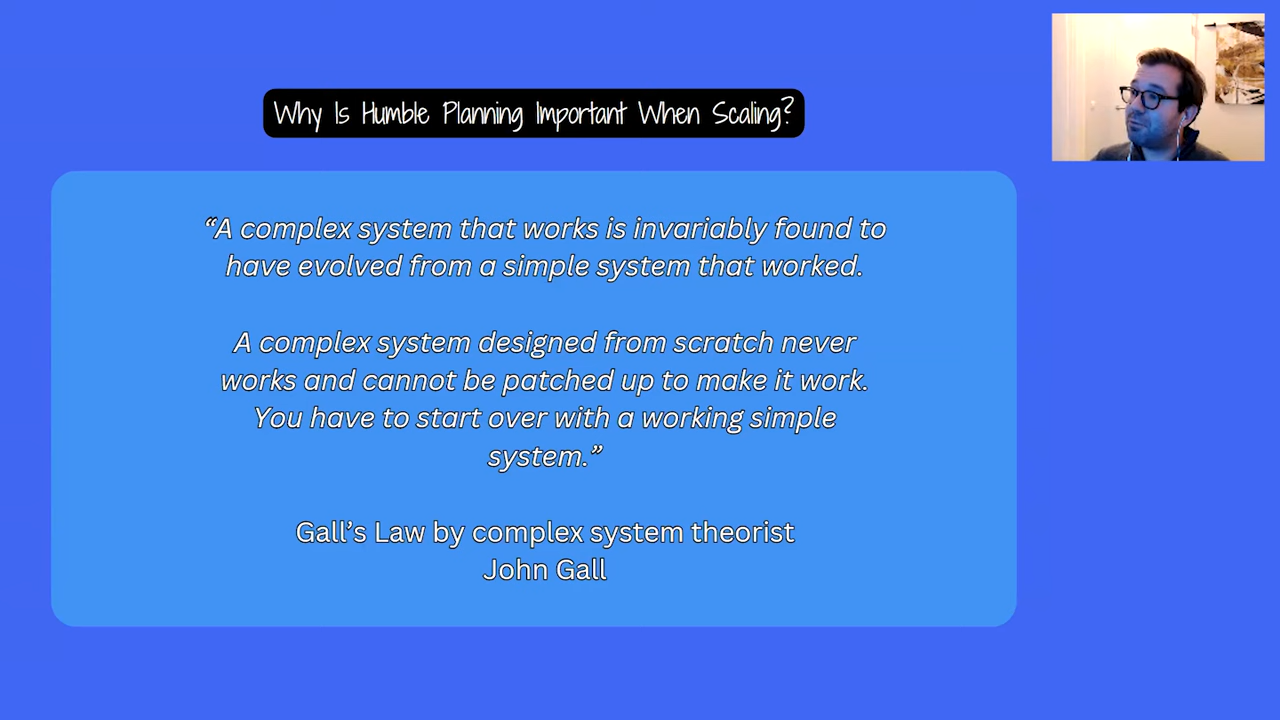 Why Is Humble Planning Important When Scaling?
“A complex system that works is invariably found to
have evolved from a simple system that worked.
A complex system designed from scratch never
works and cannot be patched up to make it work.
You have to start over with a working simple
system.”
Gall’s Law by complex system theorist
John Gall